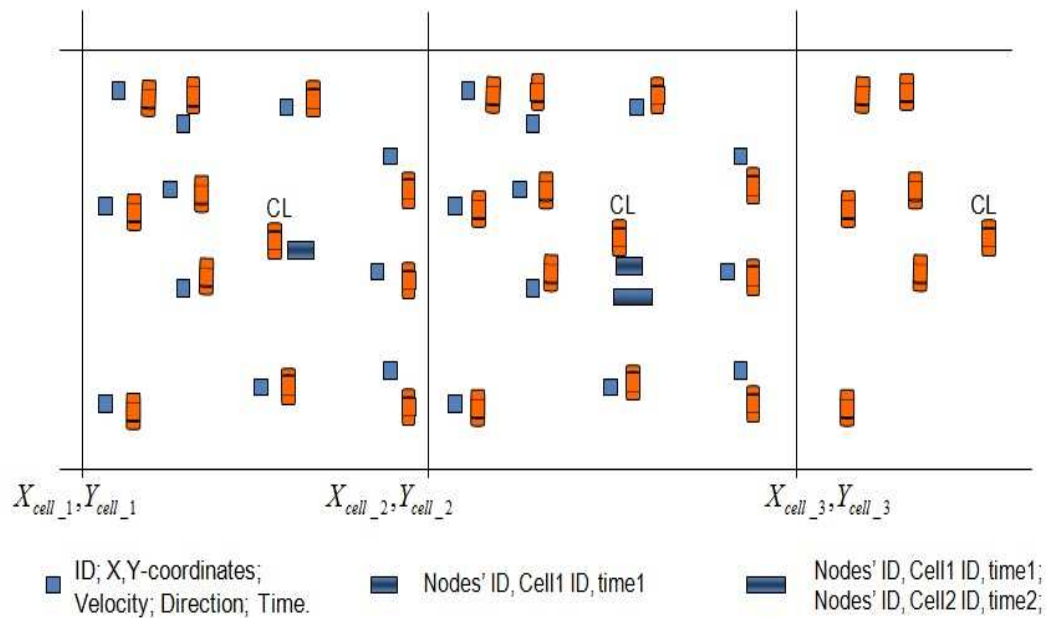 CL
CL
CL
X_cell_1,Y_cell_1
X_cell_2,Y_cell_2
X_cell_3,Y_cell_3
ID; X,Y-coordinates;
Velocity; Direction; Time.
Nodes’ ID, Cell1 ID, time1
Nodes’ ID, Cell1 ID, time1;
Nodes’ ID, Cell2 ID, time2;